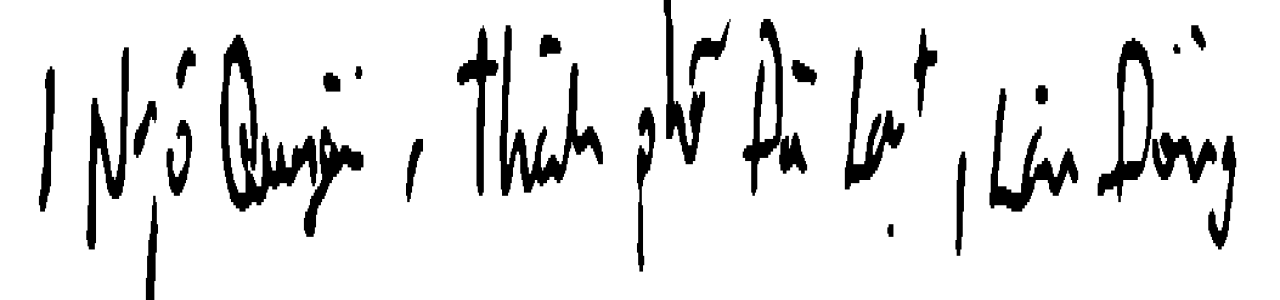 1 Ngô Quyền, Thành phố Đà Lạt, Lâm Đồng